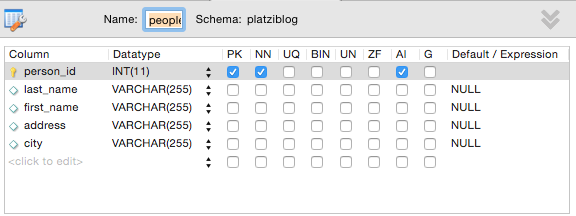 Name: people Schema: platziblog
Column Datatype PK NN UQ BIN UN ZF AI G Default / Expression
person_id INT(11)
last_name VARCHAR(255) NULL
first_name VARCHAR(255) NULL
address VARCHAR(255) NULL
city VARCHAR(255) NULL
<click to edit>